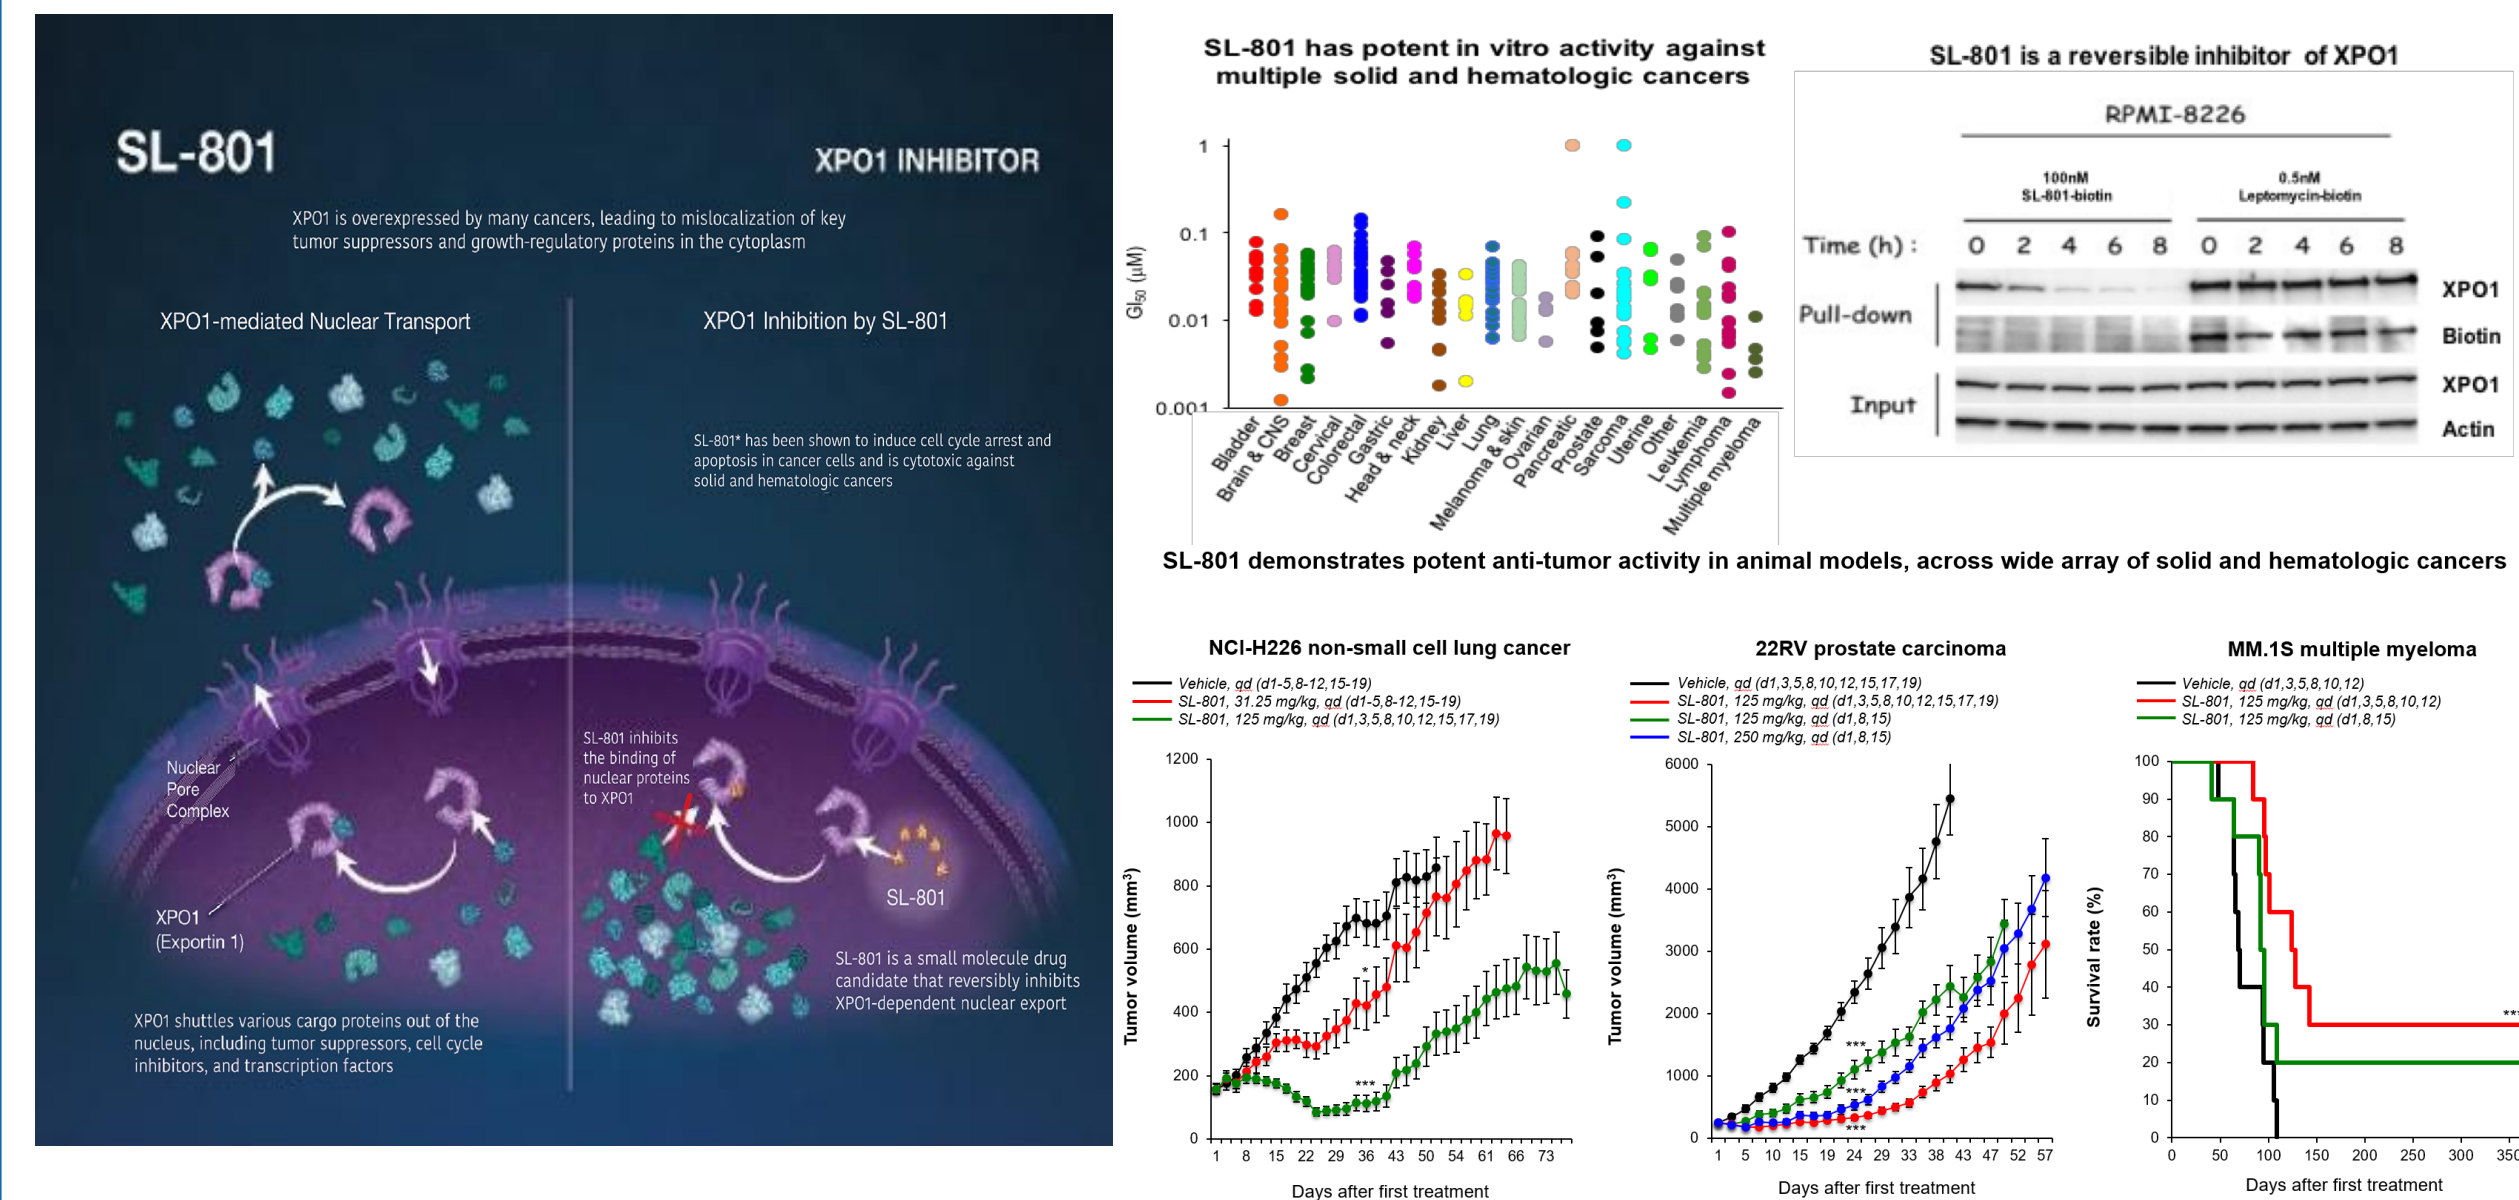 SL-801
XPO1 INHIBITOR
XPO1 is overexpressed by many cancers, leading to mislocalization of key
tumor suppressors and growth-regulatory proteins in the cytoplasm
XPO1-mediated Nuclear Transport
XPO1 Inhibition by SL-801
SL-801* has been shown to induce cell cycle arrest and
apoptosis in cancer cells and is cytotoxic against
solid and hematologic cancers
SL-801 inhibits
the binding of
nuclear proteins
to XPO1
Nuclear
Pore
Complex
SL-801
XPO1
(Exportin 1)
SL-801 is a small molecule drug
candidate that reversibly inhibits
XPO1-dependent nuclear export
XPO1 shuttles various cargo proteins out of the
nucleus, including tumor suppressors, cell cycle
inhibitors, and transcription factors
SL-801 has potent in vitro activity against
multiple solid and hematologic cancers
GI50 (μM)
1
0.1
0.01
0.001
Bladder
Brain & CNS
Breast
Cervical
Colorectal
Gastric
Head & neck
Kidney
Liver
Lung
Melanoma & skin
Ovarian
Pancreatic
Prostate
Sarcoma
Uterine
Other
Leukemia
Lymphoma
Multiple myeloma
SL-801 is a reversible inhibitor of XPO1
RPMI-8226
100nM
SL-801-biotin
0.5nM
Leptomycin-biotin
Time (h) : 0 2 4 6 8 0 2 4 6 8
Pull-down
XPO1
Biotin
Input
XPO1
Actin
SL-801 demonstrates potent anti-tumor activity in animal models, across wide array of solid and hematologic cancers
NCI-H226 non-small cell lung cancer
Vehicle, qd (d1-5,8-12,15-19)
SL-801, 31.25 mg/kg, qd (d1-5,8-12,15-19)
SL-801, 125 mg/kg, qd (d1,3,5,8,10,12,15,17,19)
Tumor volume (mm³)
1200
1000
800
600
400
200
0
*
***
1 8 15 22 29 36 43 50 54 61 66 73
Days after first treatment
22RV prostate carcinoma
Vehicle, qd (d1,3,5,8,10,12,15,17,19)
SL-801, 125 mg/kg, qd (d1,3,5,8,10,12,15,17,19)
SL-801, 125 mg/kg, qd (d1,8,15)
SL-801, 250 mg/kg, qd (d1,8,15)
Tumor volume (mm³)
6000
5000
4000
3000
2000
1000
0
***
***
***
1 5 10 15 19 24 29 33 38 43 47 52 57
Days after first treatment
MM.1S multiple myeloma
Vehicle, qd (d1,3,5,8,10,12)
SL-801, 125 mg/kg, qd (d1,3,5,8,10,12)
SL-801, 125 mg/kg, qd (d1,8,15)
Survival rate (%)
100
90
80
70
60
50
40
30
20
10
0
***
0 50 100 150 200 250 300 350
Days after first treatment